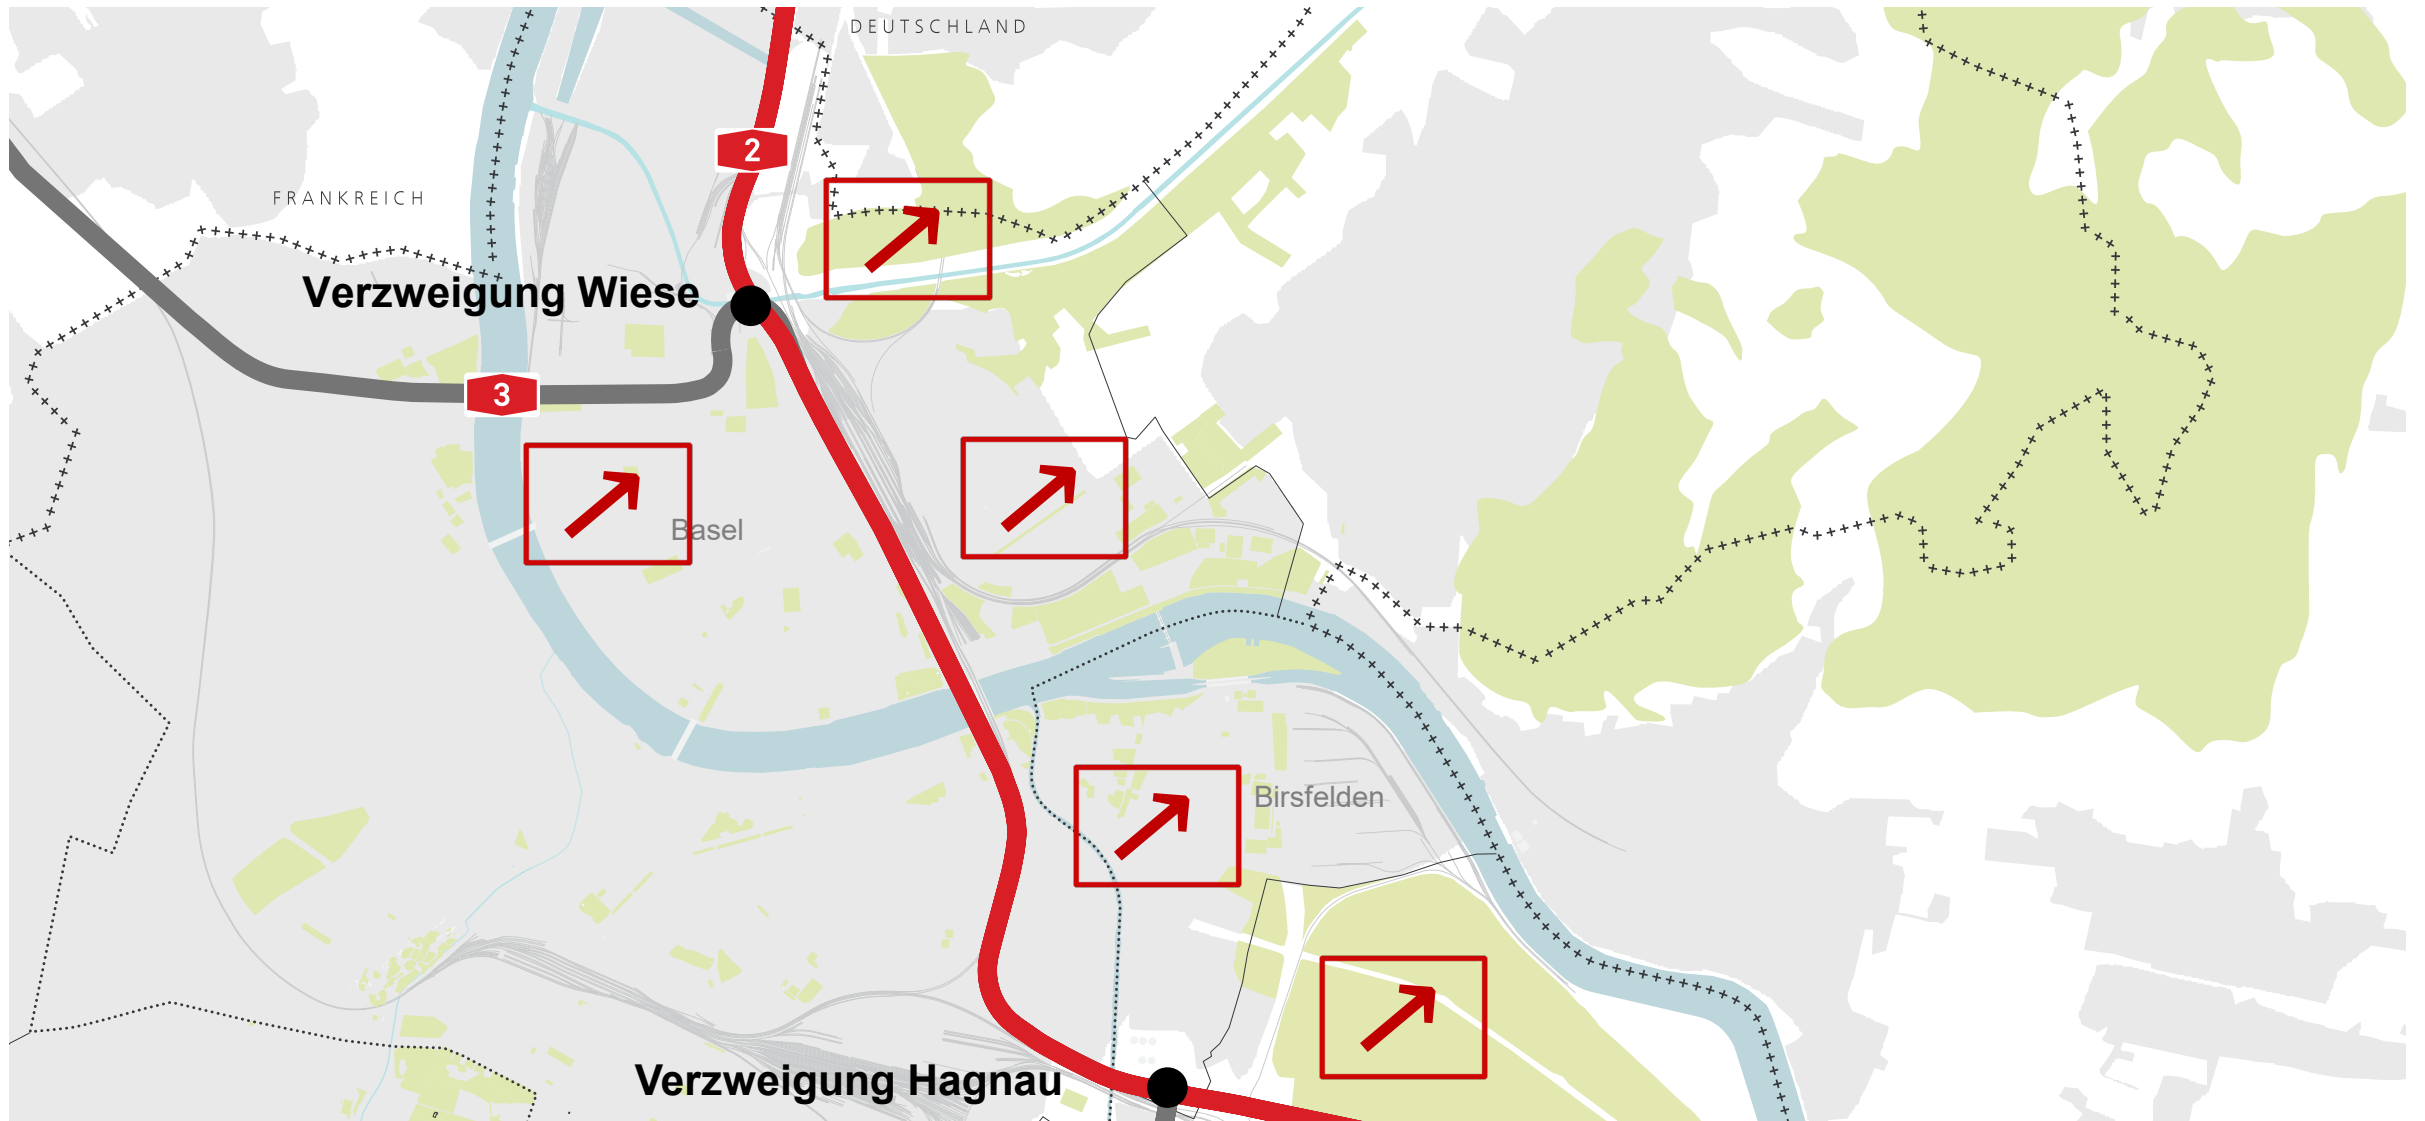 DEUTSCHLAND
2
FRANKREICH
Verzweigung Wiese
3
Basel
Birsfelden
Verzweigung Hagnau